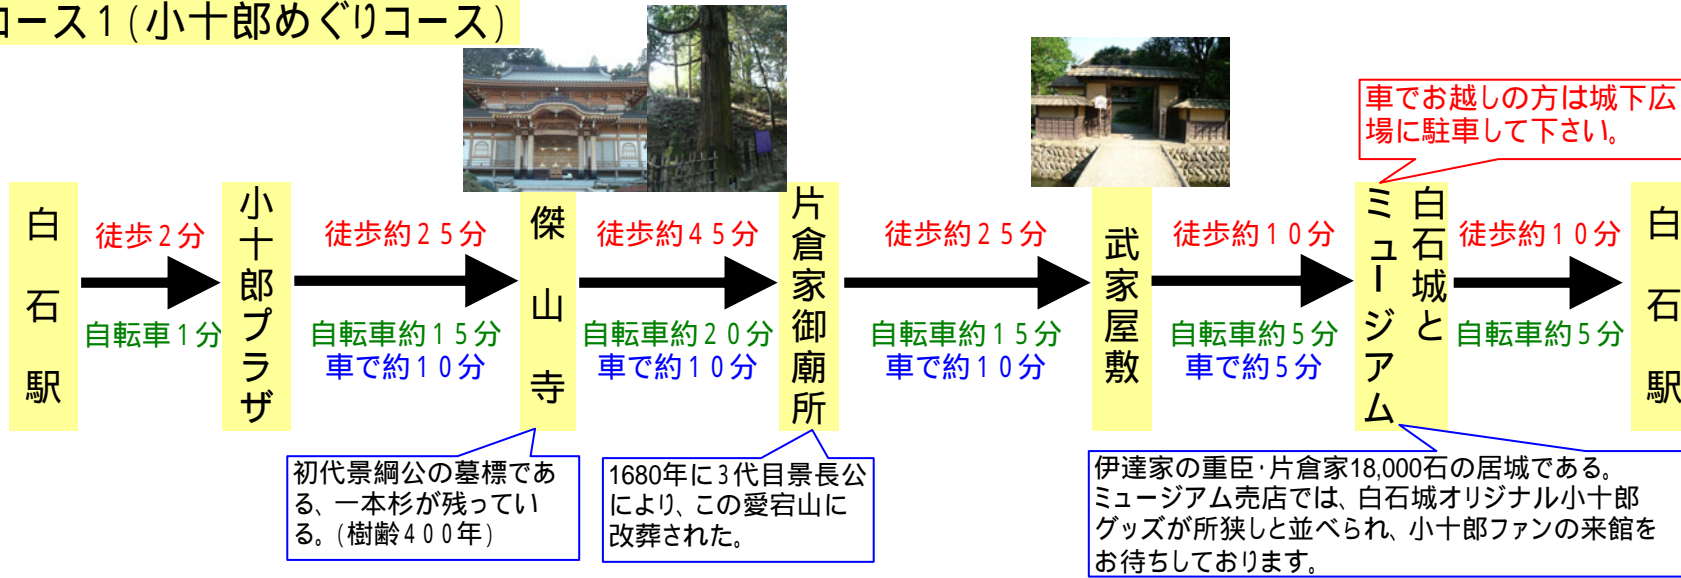 コース１(小十郎めぐりコース)
車でお越しの方は城下広
場に駐車して下さい。
白石駅
徒歩２分
自転車１分
小十郎プラザ
徒歩約２５分
自転車約１５分
車で約１０分
傑山寺
徒歩約４５分
自転車約２０分
車で約１０分
片倉家御廟所
徒歩約２５分
自転車約１５分
車で約１０分
武家屋敷
徒歩約１０分
自転車約５分
車で約５分
白石城と
ミュージアム
徒歩約１０分
自転車約５分
白石駅
初代景綱公の墓標であ
る、一本杉が残ってい
る。(樹齢４００年)
1680年に３代目景長公
により、この愛宕山に
改葬された。
伊達家の重臣・片倉家18,000石の居城である。
ミュージアム売店では、白石城オリジナル小十郎
グッズが所狭しと並べられ、小十郎ファンの来館を
お待ちしております。